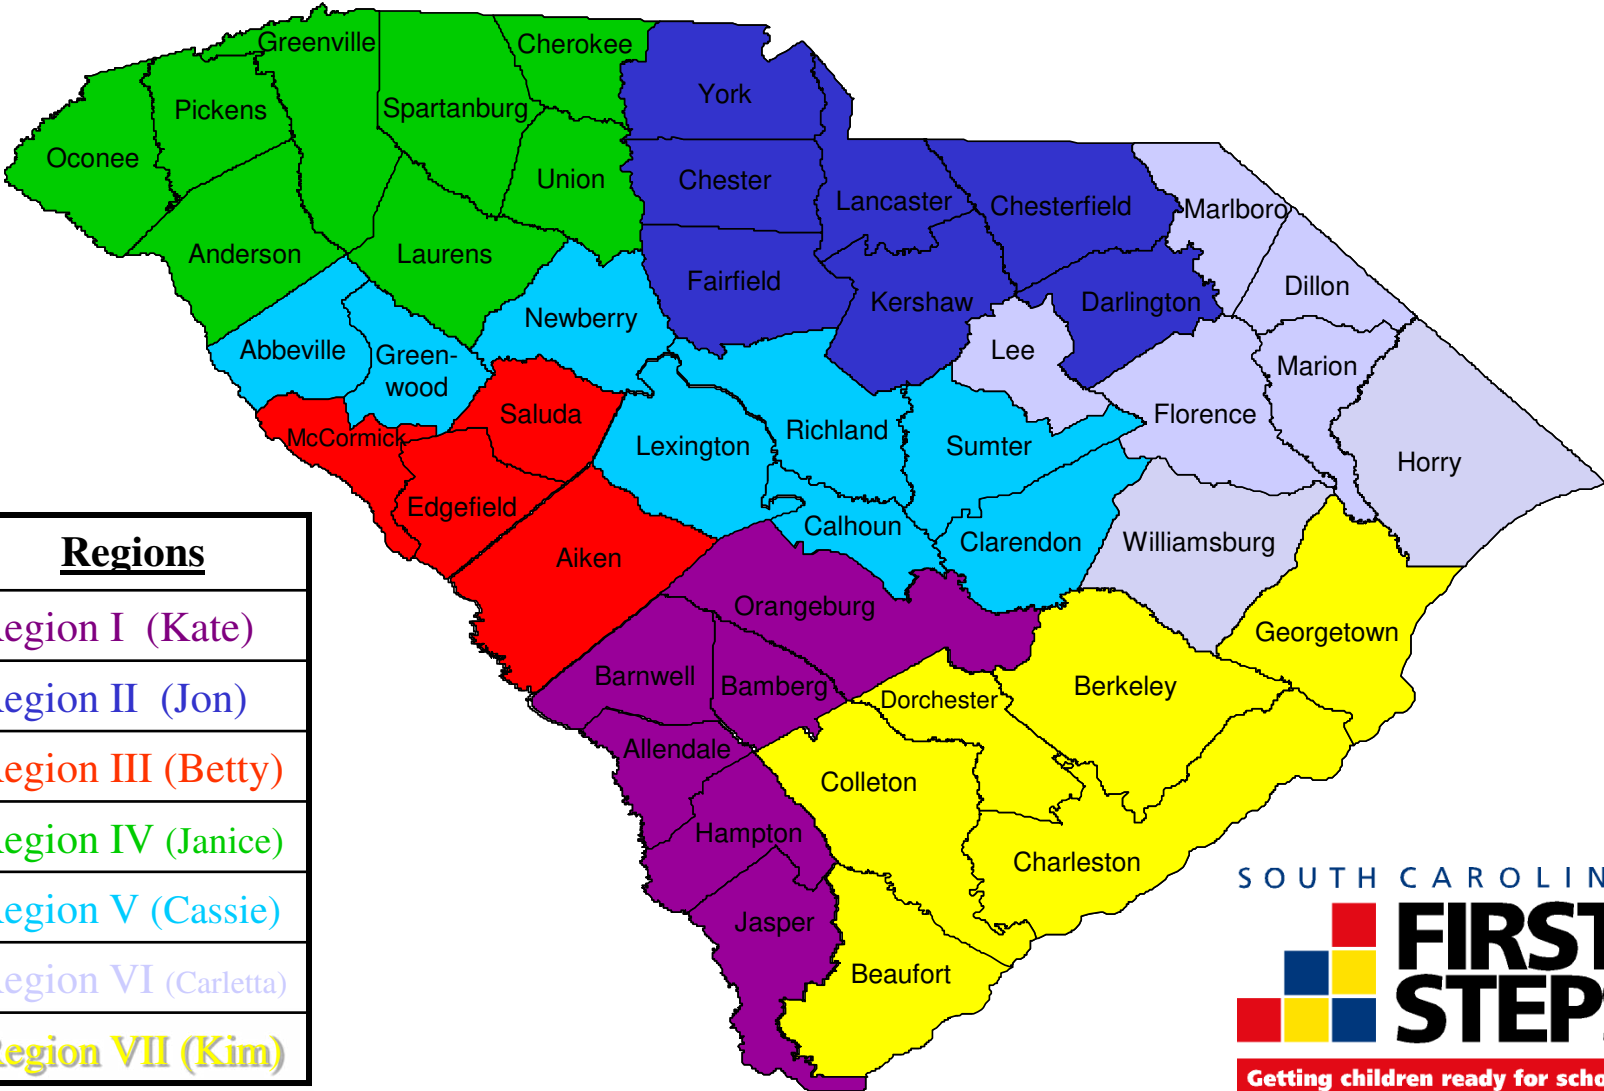 Greenville
Cherokee
York
Pickens
Spartanburg
Oconee
Union
Chester
Lancaster
Chesterfield
Marlboro
Anderson
Laurens
Fairfield
Kershaw
Darlington
Dillon
Newberry
Abbeville
Green-
wood
Lee
Marion
Saluda
Florence
McCormick
Lexington
Richland
Sumter
Horry
Edgefield
Calhoun
Clarendon
Williamsburg
Aiken
Orangeburg
Georgetown
Barnwell
Bamberg
Dorchester
Berkeley
Allendale
Colleton
Hampton
Charleston
Jasper
Beaufort
Regions
egion I (Kate)
egion II (Jon)
egion III (Betty)
egion IV (Janice)
egion V (Cassie)
egion VI (Carletta)
Region VII (Kim)
SOUTH CAROLIN
FIRST
STEPS
Getting children ready for scho